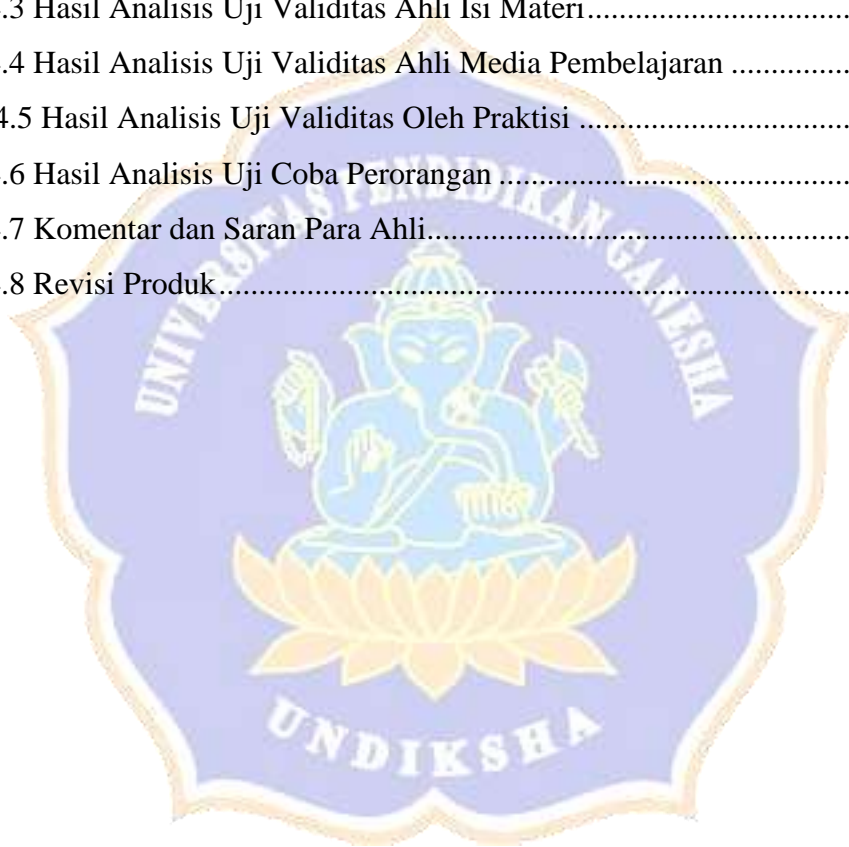 .3 Hasil Analisis Uji Validitas Ahli Isi Materi................................
.4 Hasil Analisis Uji Validitas Ahli Media Pembelajaran ...............
4.5 Hasil Analisis Uji Validitas Oleh Praktisi ..................................
.6 Hasil Analisis Uji Coba Perorangan ............................................
.7 Komentar dan Saran Para Ahli.....................................................
.8 Revisi Produk................................................................................
UNIVERSITAS PENDIDIKAN GANESHA
UNDIKSHA